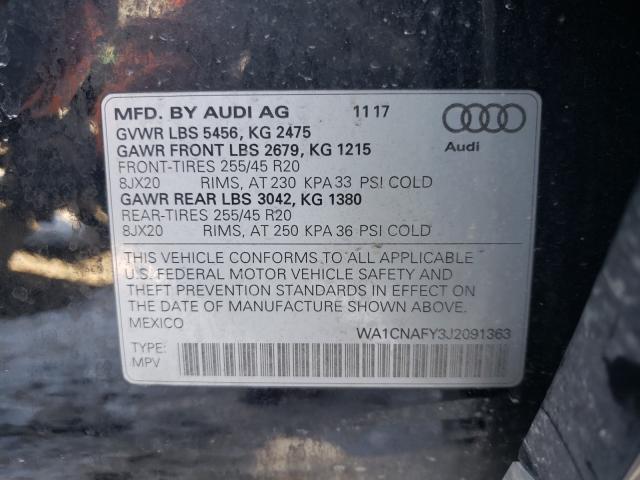 MFD. BY AUDI AG 11 17
GVWR LBS 5456, KG 2475
GAWR FRONT LBS 2679, KG 1215
FRONT-TIRES 255/45 R20
8JX20 RIMS, AT 230 KPA 33 PSI COLD
GAWR REAR LBS 3042, KG 1380
REAR-TIRES 255/45 R20
8JX20 RIMS, AT 250 KPA 36 PSI COLD
Audi
THIS VEHICLE CONFORMS TO ALL APPLICABLE
U.S. FEDERAL MOTOR VEHICLE SAFETY AND
THEFT PREVENTION STANDARDS IN EFFECT ON
THE DATE OF MANUFACTURE SHOWN ABOVE.
MEXICO
WA1CNAFY3J2091363
TYPE:
MPV